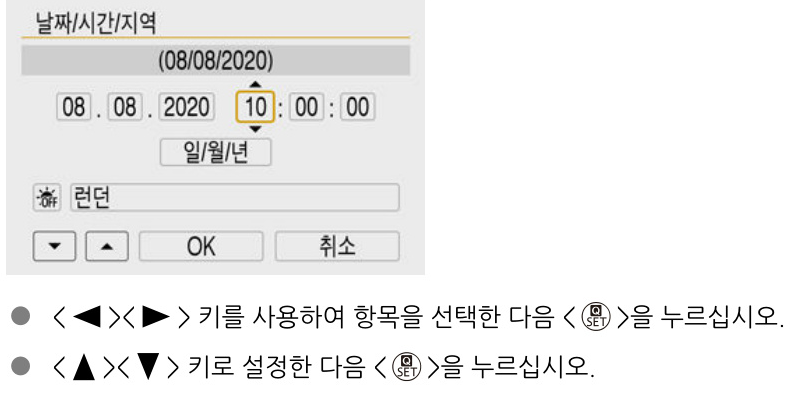 날짜/시간/지역
(08/08/2020)
08 . 08 . 2020 10 : 00 : 00
일/월/년
OFF 런던
OK 취소
● < ◀ >< ▶ > 키를 사용하여 항목을 선택한 다음 < Q SET >을 누르십시오.
● < ▲ >< ▼ > 키로 설정한 다음 < Q SET >을 누르십시오.